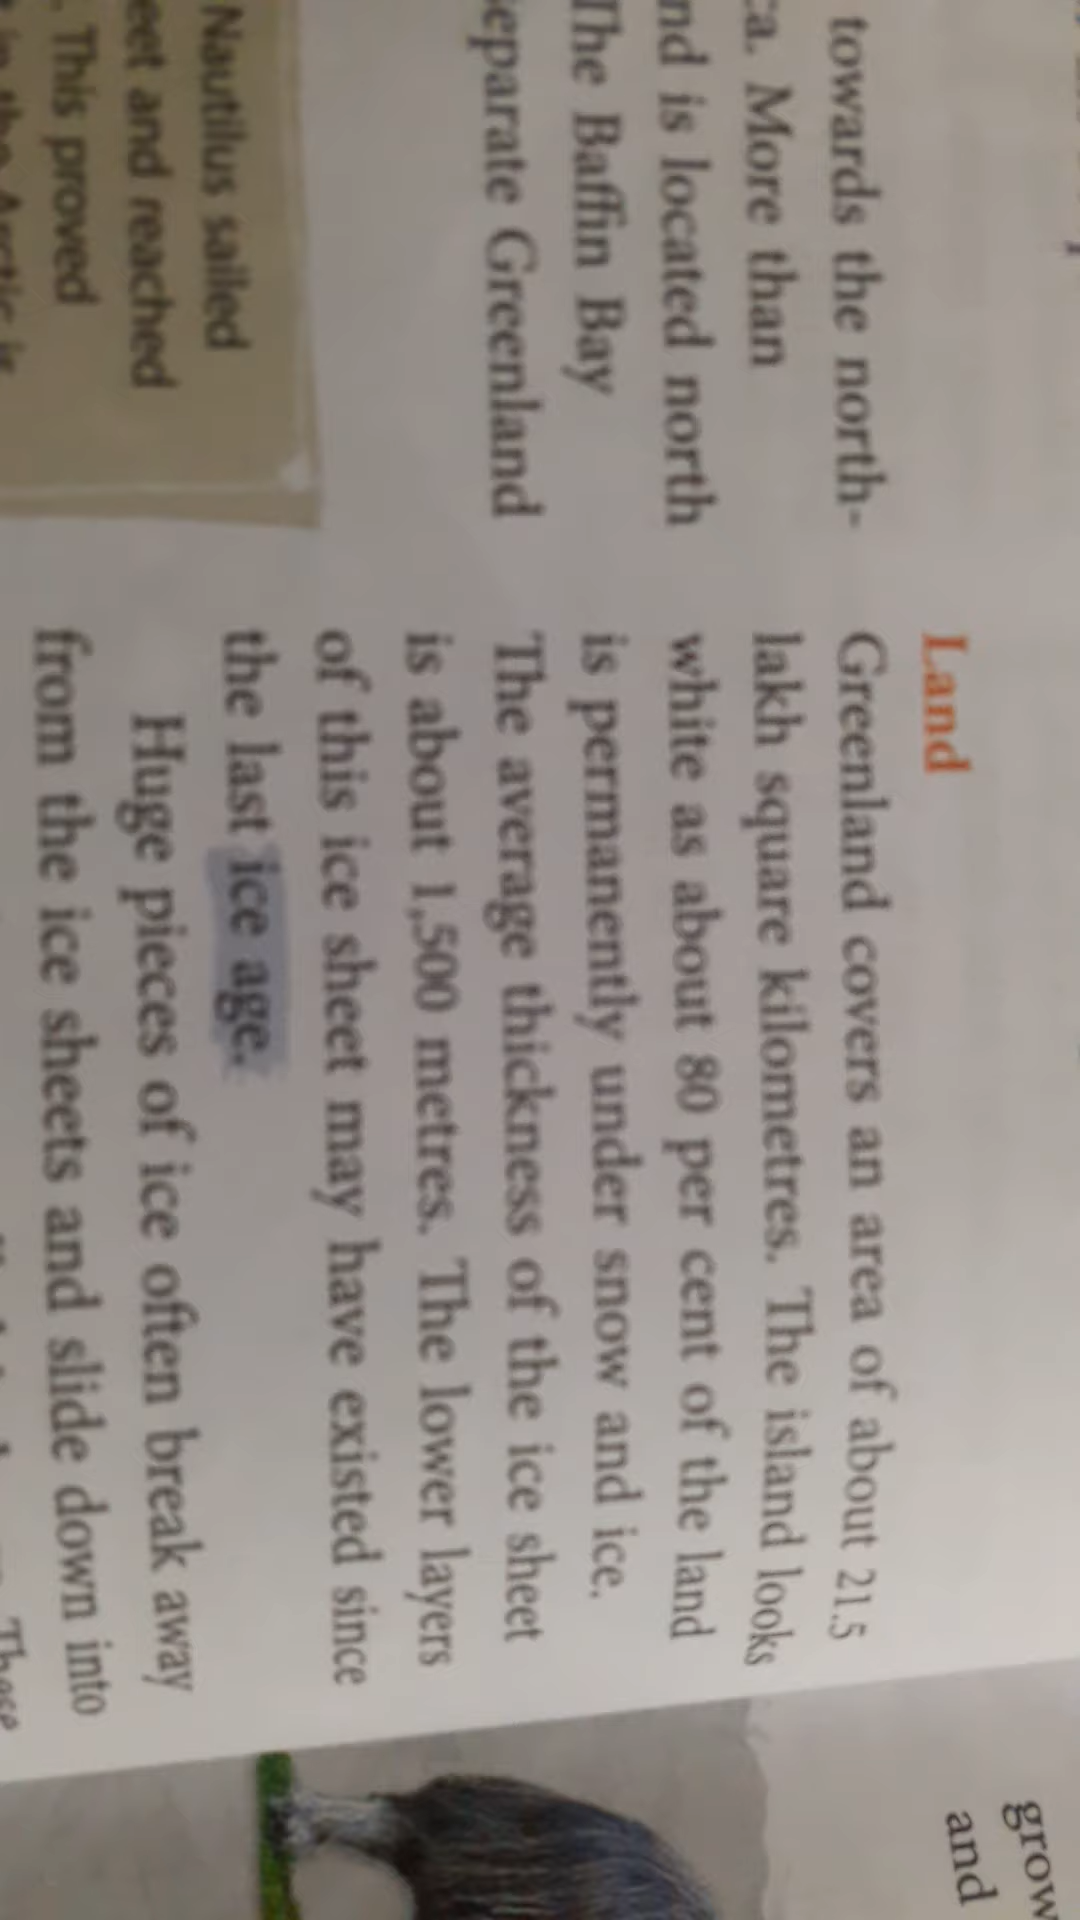 towards the north-
More than
is located north
The Baffin Bay
Greenland
Nautilus sailed
and reached
This proved
Land
Greenland covers an area of about 21.5
lakh square kilometres. The island looks
white as about 80 per cent of the land
is permanently under snow and ice.
The average thickness of the ice sheet
is about 1,500 metres. The lower layers
of this ice sheet may have existed since
the last ice age.
Huge pieces of ice often break away
from the ice sheets and slide down into
grow
and